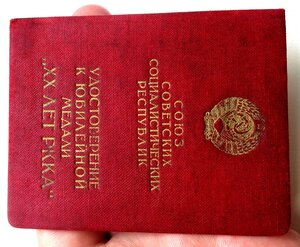 СОЮЗ
СОВЕТСКИХ
СОЦИАЛИСТИЧЕСКИХ
РЕСПУБЛИК
УДОСТОВЕРЕНИЕ
К ЮБИЛЕЙНОЙ
МЕДАЛИ
„XX ЛЕТ РККА"